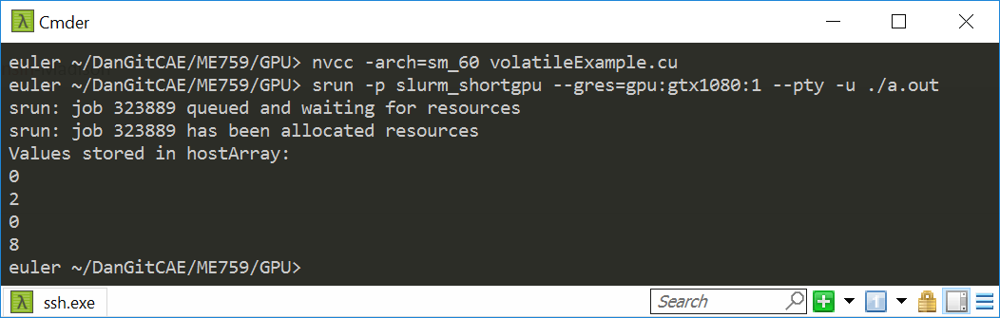 λ Cmder
euler ~/DanGitCAE/ME759/GPU> nvcc -arch=sm_60 volatileExample.cu
euler ~/DanGitCAE/ME759/GPU> srun -p slurm_shortgpu --gres=gpu:gtx1080:1 --pty -u ./a.out
srun: job 323889 queued and waiting for resources
srun: job 323889 has been allocated resources
Values stored in hostArray:
0
2
0
8
euler ~/DanGitCAE/ME759/GPU>
λ ssh.exe Search 1